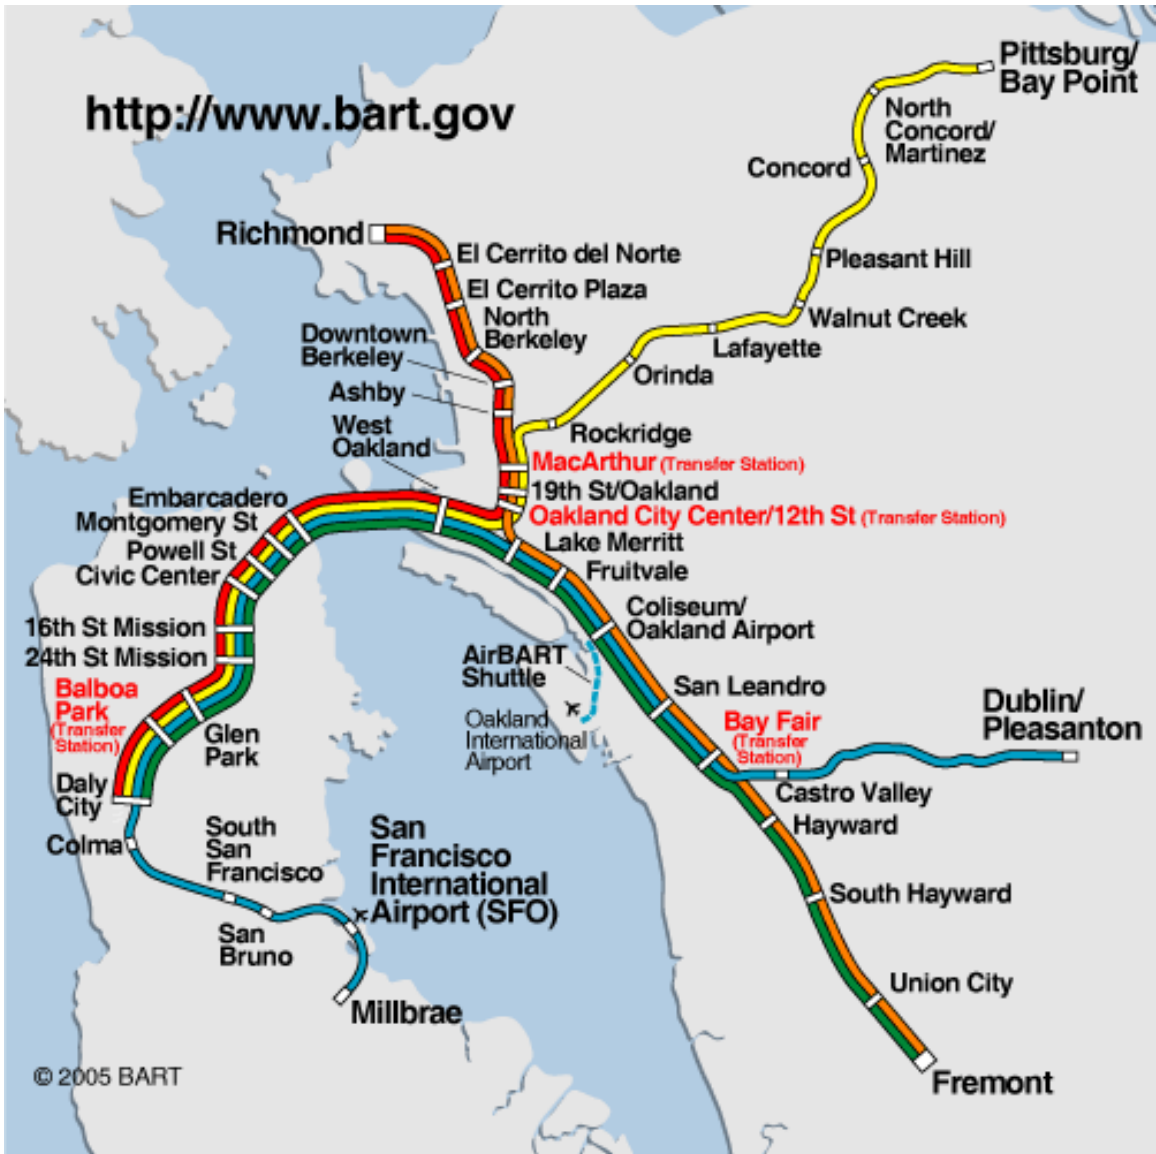 http://www.bart.gov
Pittsburg/
Bay Point
North
Concord/
Martinez
Concord
Pleasant Hill
Walnut Creek
Lafayette
Orinda
Rockridge
Richmond
El Cerrito del Norte
El Cerrito Plaza
North
Berkeley
Downtown
Berkeley
Ashby
West
Oakland
MacArthur (Transfer Station)
19th St/Oakland
Oakland City Center/12th St (Transfer Station)
Lake Merritt
Fruitvale
Coliseum/
Oakland Airport
Embarcadero
Montgomery St
Powell St
Civic Center
16th St Mission
24th St Mission
Balboa
Park
(Transfer
Station)
Glen
Park
Daly
City
Colma
South
San
Francisco
San
Bruno
San
Francisco
International
Airport (SFO)
Millbrae
AirBART
Shuttle
Oakland
International
Airport
San Leandro
Bay Fair
(Transfer
Station)
Dublin/
Pleasanton
Castro Valley
Hayward
South Hayward
Union City
Fremont
© 2005 BART